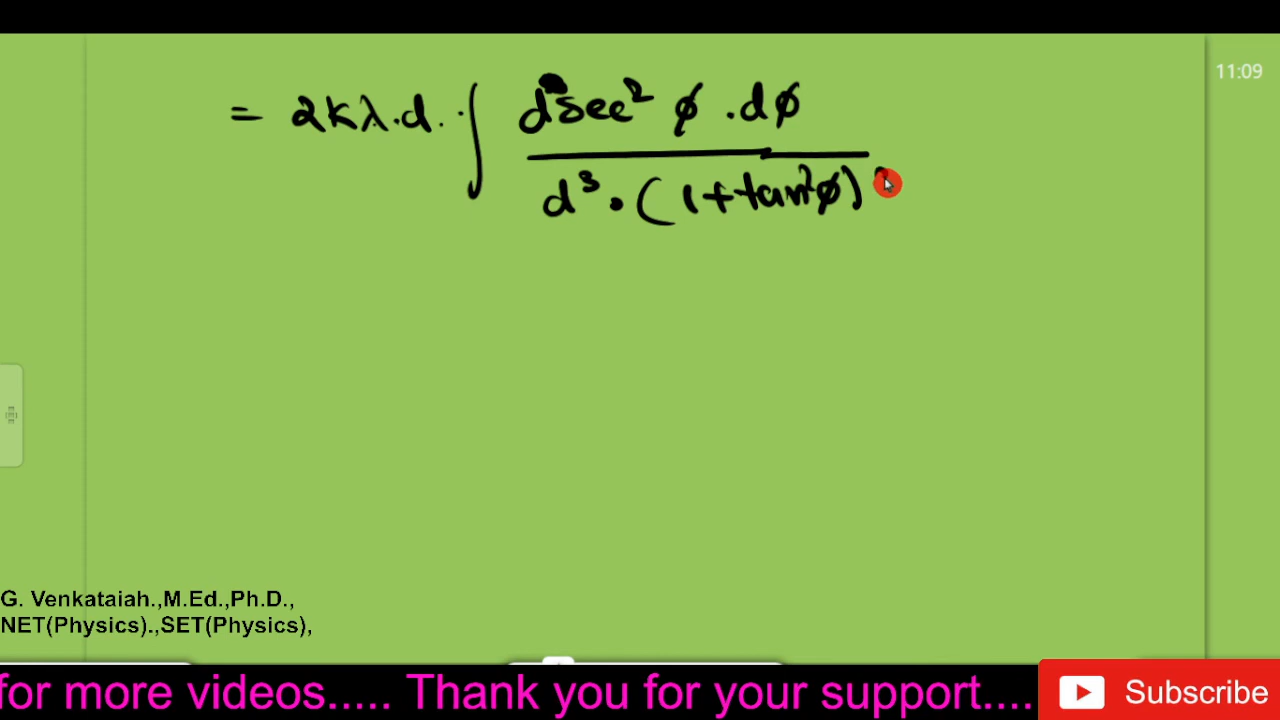 11:09
= 2Kλ.d. ∫ d sec² ϕ .dϕ
d³ . (1+tan²ϕ)
G. Venkataiah.,M.Ed.,Ph.D.,
NET(Physics).,SET(Physics),
for more videos..... Thank you for your support....
Subscribe